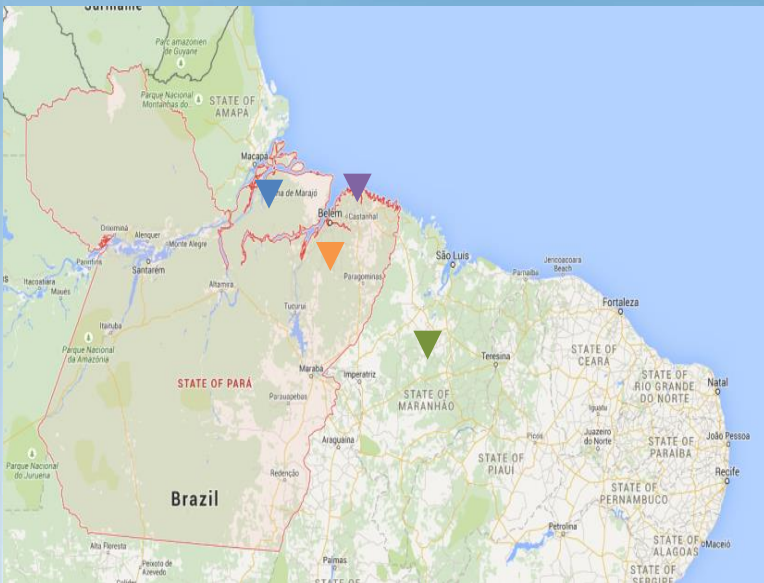 Suriname
Parc amazonien
de Guyane
Parque Nacional
Montanhas do...
STATE OF
AMAPA
Macapá
na de Marajó
Belém
Castanhal
Oriximiná
Alenquer
Parintins
Monte Alegre
Santarém
Itacoatiara
Maués
Altamira
Paragominas
São Luís
Jericoacoara
Beach
Parnaíba
Fortaleza
Tucuruí
Itaituba
Parque Nacional
da Amazônia
Marabá
Imperatriz
Teresina
STATE OF
CEARÁ
STATE OF
RIO GRANDE
DO NORTE
Natal
STATE OF PARÁ
Parauapebas
STATE OF
MARANHÃO
Iguatu
Juazeiro
do Norte
Picos
João Pessoa
STATE OF
PARAÍBA
Araguaína
STATE OF
PIAUÍ
Recife
Parque Nacional
do Juruena
Redenção
STATE OF
PERNAMBUCO
Brazil
Petrolina
Alta Floresta
Peixoto de
Azevedo
Palmas
STATE OF
ALAGOAS
Maceió
STATE OF
SERGIPE